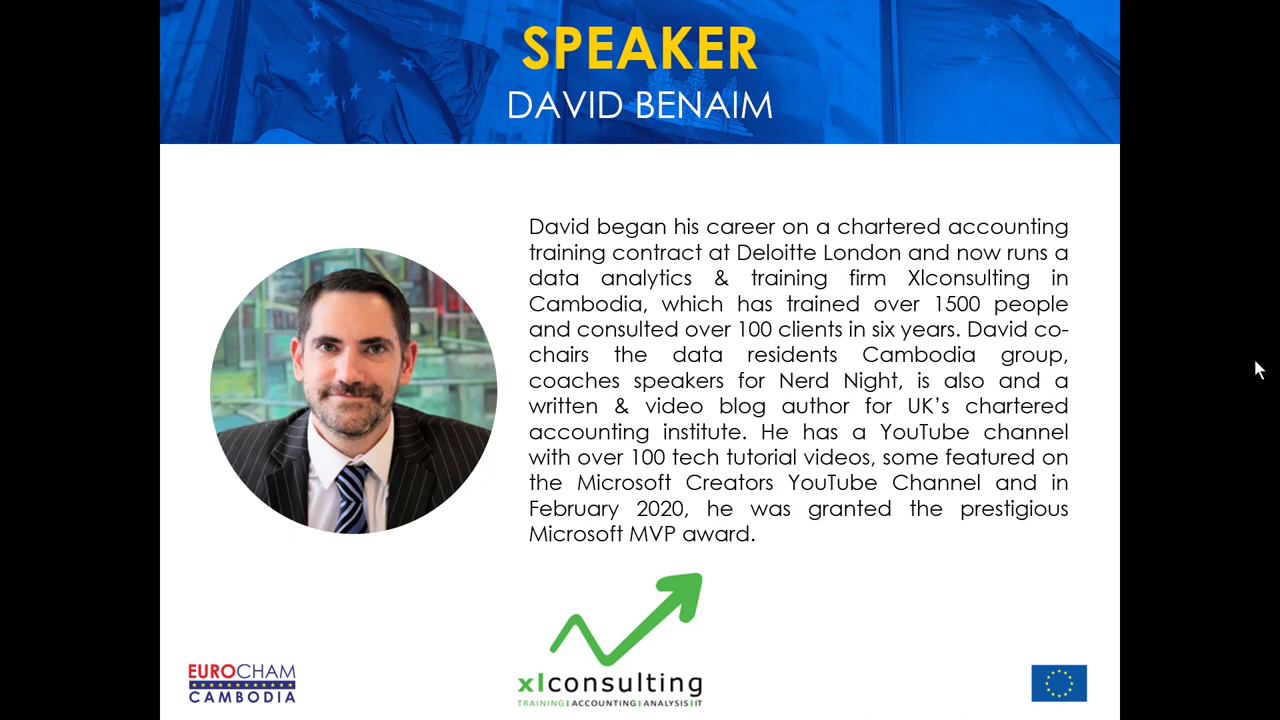 SPEAKER
DAVID BENAIM
David began his career on a chartered accounting
training contract at Deloitte London and now runs a
data analytics & training firm Xlconsulting in
Cambodia, which has trained over 1500 people
and consulted over 100 clients in six years. David co-
chairs the data residents Cambodia group,
coaches speakers for Nerd Night, is also and a
written & video blog author for UK’s chartered
accounting institute. He has a YouTube channel
with over 100 tech tutorial videos, some featured on
the Microsoft Creators YouTube Channel and in
February 2020, he was granted the prestigious
Microsoft MVP award.
EUROCHAM
CAMBODIA
xlconsulting
TRAINING | ACCOUNTING | ANALYSIS | IT